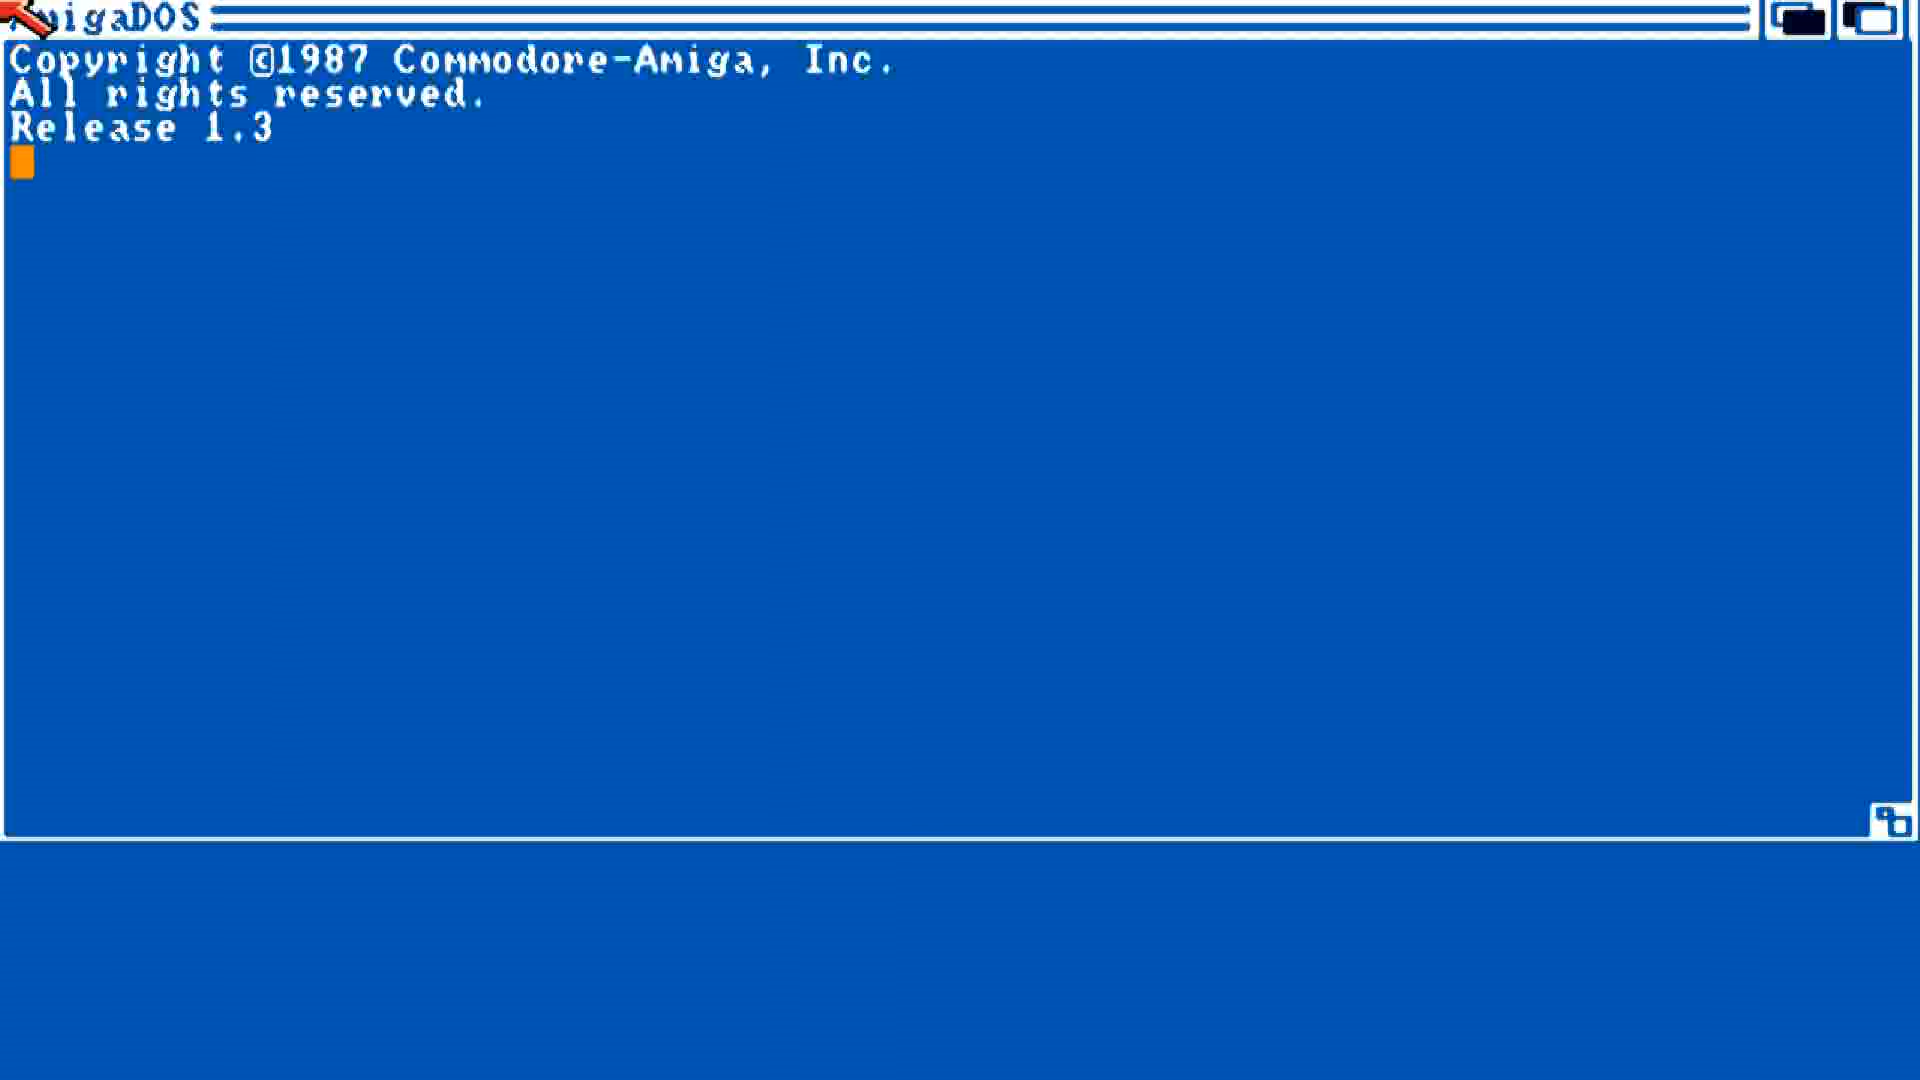 AmigaDOS
Copyright ©1987 Commodore-Amiga, Inc.
All rights reserved.
Release 1.3